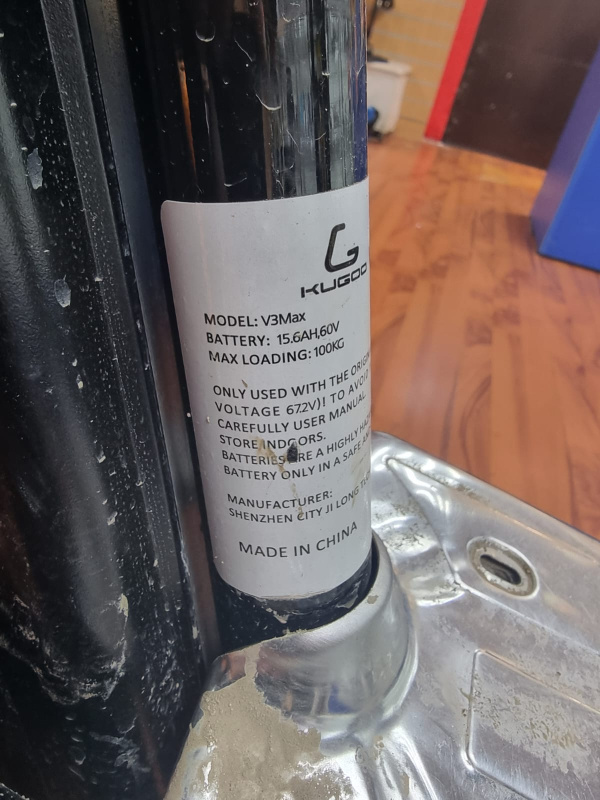 KUGOO
MODEL: V3Max
BATTERY: 15.6AH,60V
MAX LOADING: 100KG
ONLY USED WITH THE
VOLTAGE 67.2V)! TO AVOID
CAREFULLY USER MANUAL
STORE INDOORS.
BATTERIES ARE A HIGHLY
BATTERY ONLY IN A SAFE
MANUFACTURER:
SHENZHEN CITY JI LONG
MADE IN CHINA